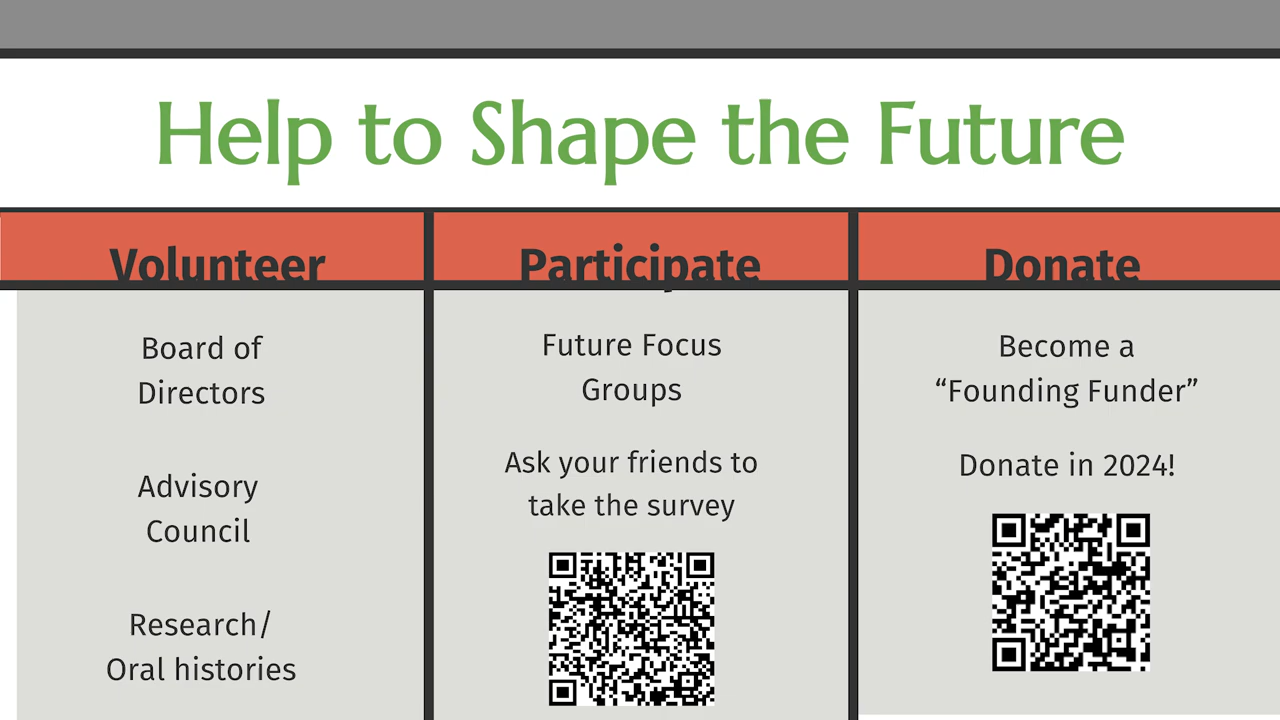 Help to Shape the Future
Volunteer
Board of
Directors
Advisory
Council
Research/
Oral histories
Participate
Future Focus
Groups
Ask your friends to
take the survey
Donate
Become a
“Founding Funder”
Donate in 2024!